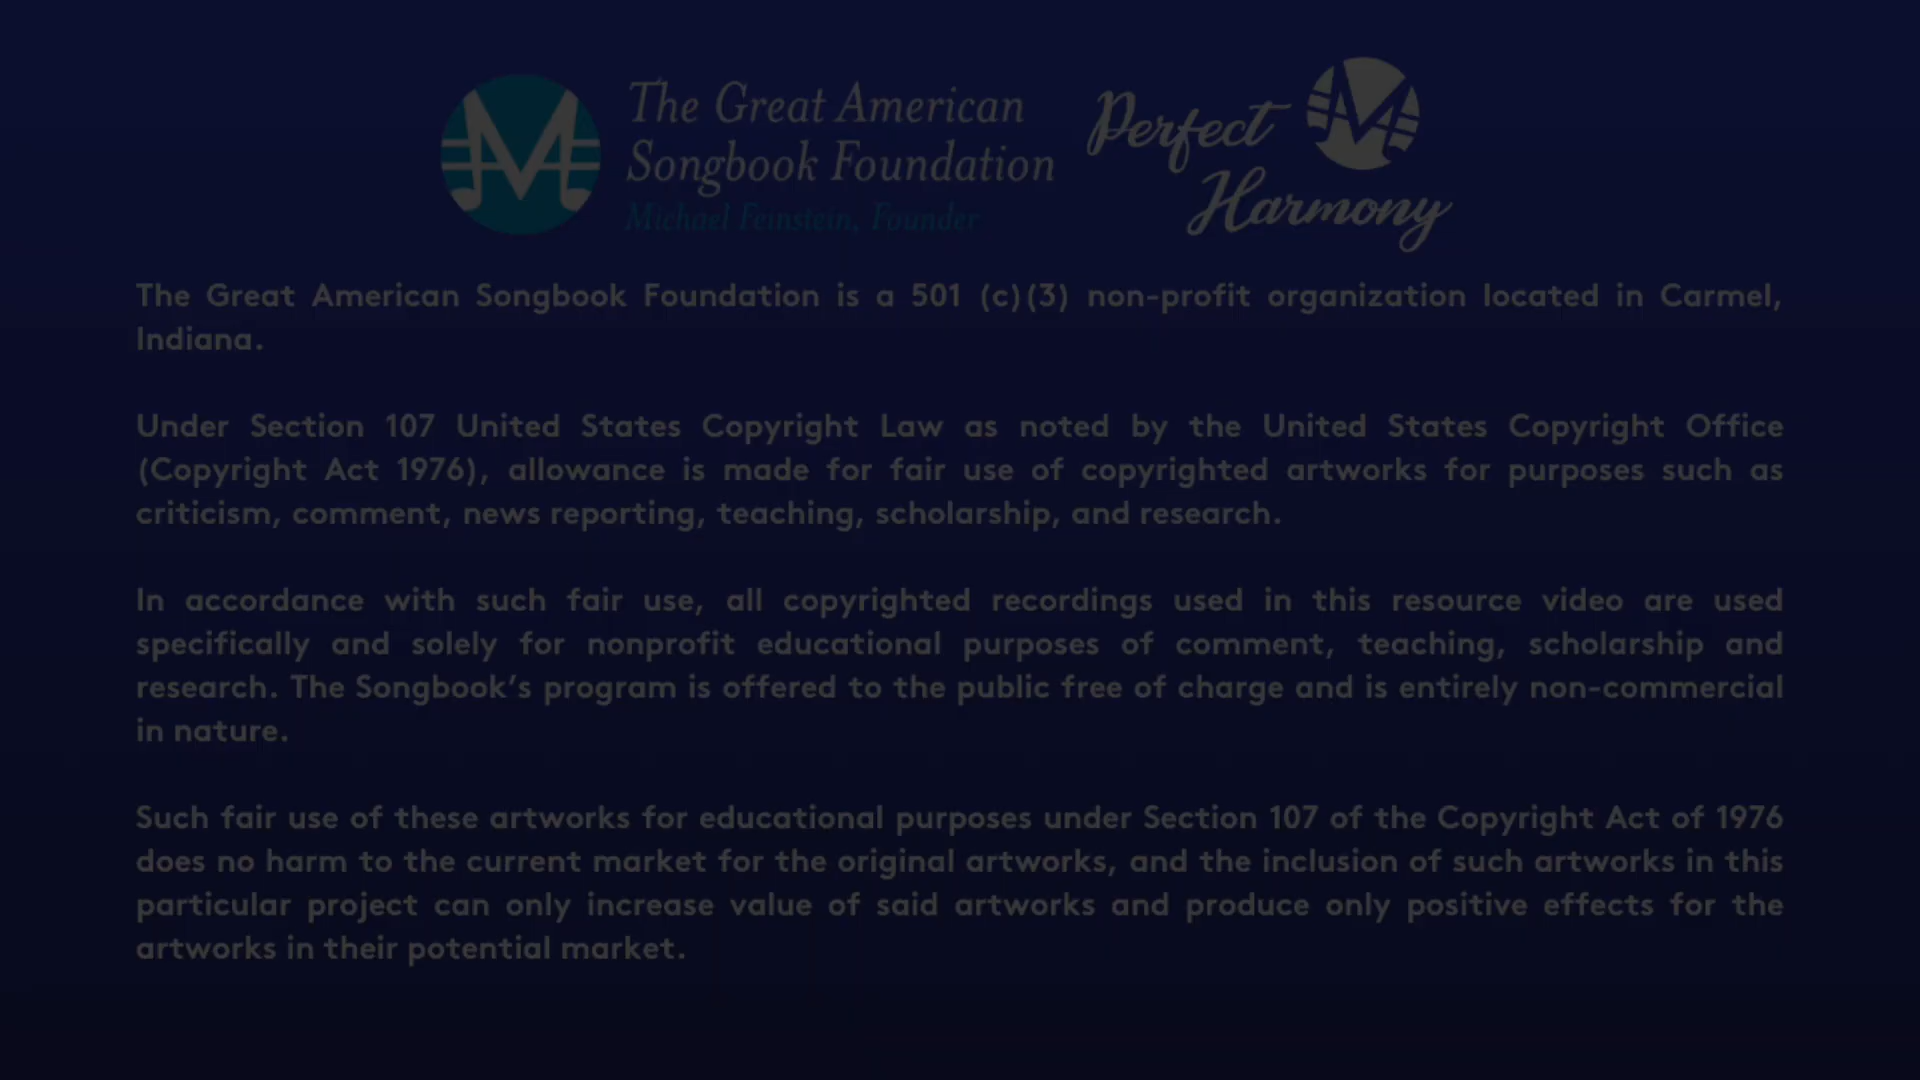 The Great American
Songbook Foundation
Michael Feinstein, Founder
Perfect
Harmony
The Great American Songbook Foundation is a 501 (c)(3) non-profit organization located in Carmel,
Indiana.
Under Section 107 United States Copyright Law as noted by the United States Copyright Office
(Copyright Act 1976), allowance is made for fair use of copyrighted artworks for purposes such as
criticism, comment, news reporting, teaching, scholarship, and research.
In accordance with such fair use, all copyrighted recordings used in this resource video are used
specifically and solely for nonprofit educational purposes of comment, teaching, scholarship and
research. The Songbook’s program is offered to the public free of charge and is entirely non-commercial
in nature.
Such fair use of these artworks for educational purposes under Section 107 of the Copyright Act of 1976
does no harm to the current market for the original artworks, and the inclusion of such artworks in this
particular project can only increase value of said artworks and produce only positive effects for the
artworks in their potential market.